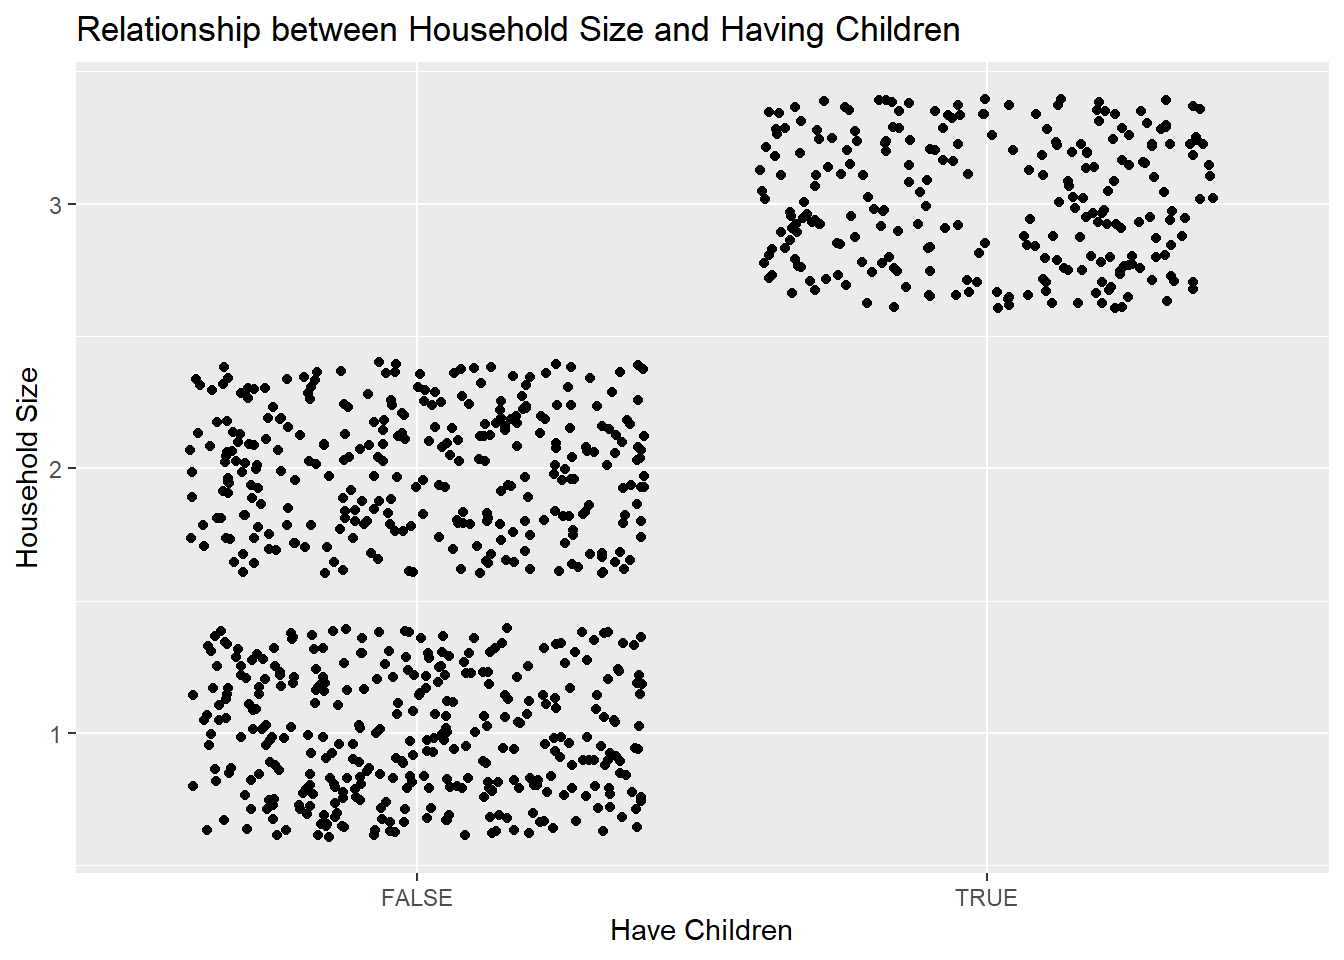 Relationship between Household Size and Having Children
Household Size
3
2
1
FALSE TRUE
Have Children